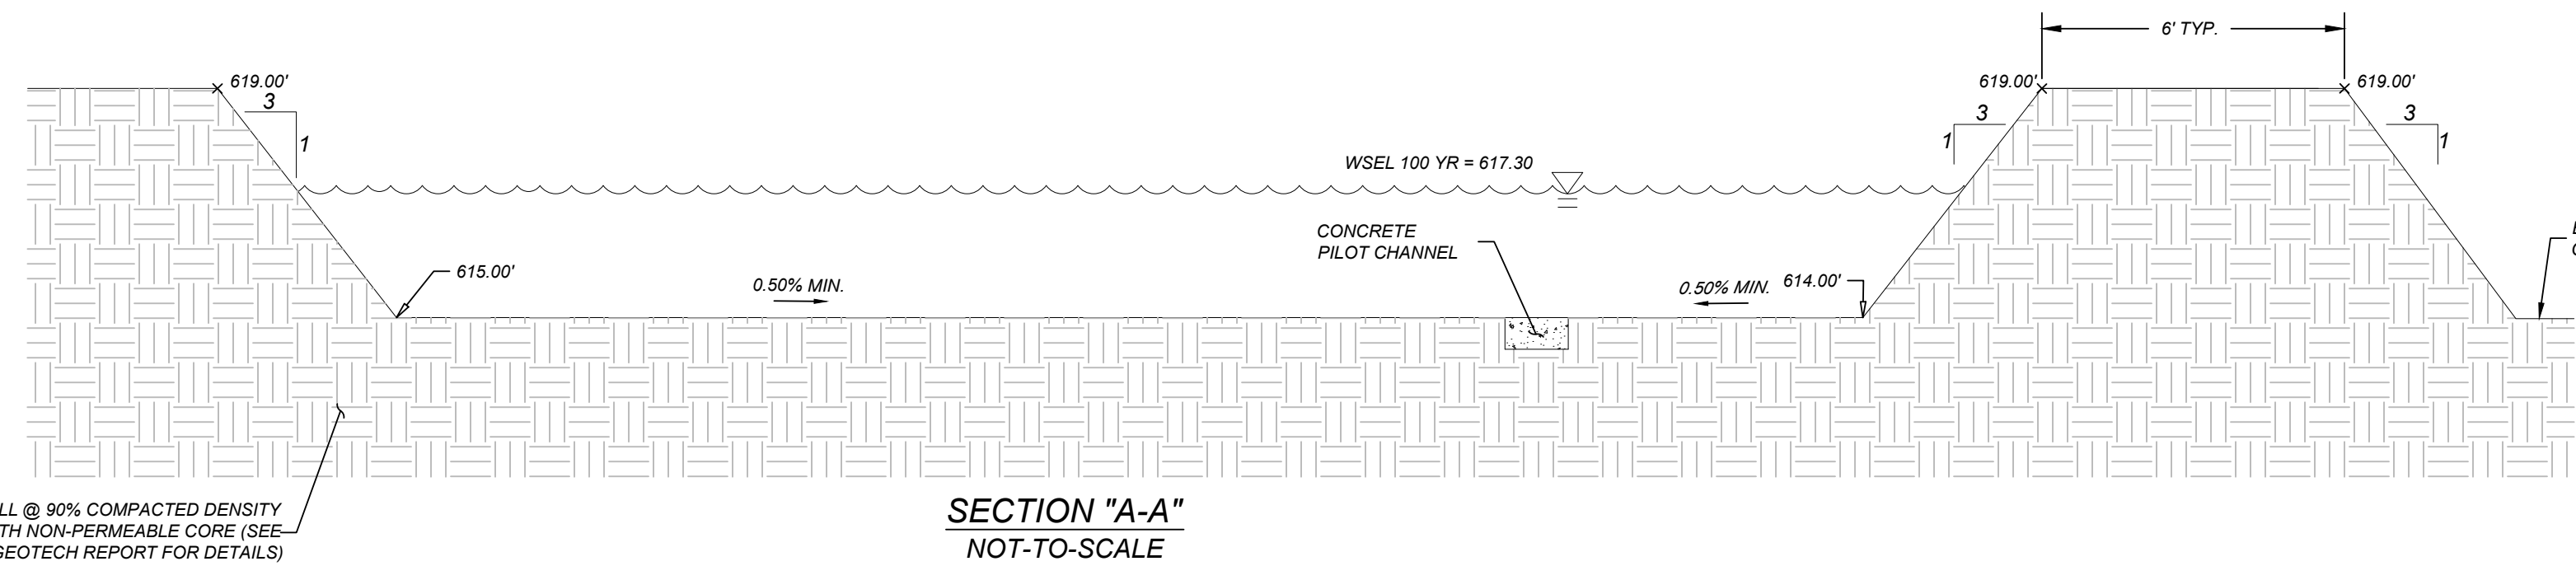 6' TYP.
619.00'
619.00'
619.00'
3
1
3
1
3
1
WSEL 100 YR = 617.30
CONCRETE
PILOT CHANNEL
615.00'
0.50% MIN.
0.50% MIN.
614.00'
@ 90% COMPACTED DENSITY
NON-PERMEABLE CORE (SEE
GEOTECH REPORT FOR DETAILS)
SECTION "A-A"
NOT-TO-SCALE